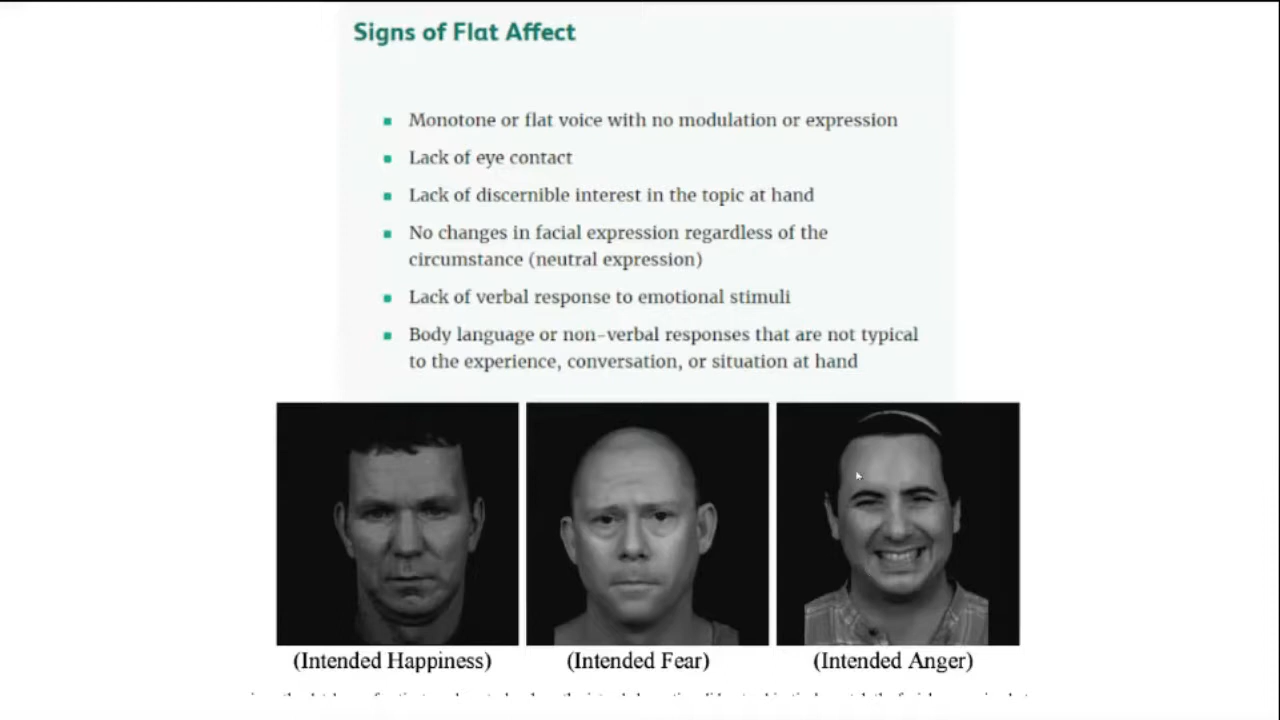 Signs of Flat Affect
Monotone or flat voice with no modulation or expression
Lack of eye contact
Lack of discernible interest in the topic at hand
No changes in facial expression regardless of the
circumstance (neutral expression)
Lack of verbal response to emotional stimuli
Body language or non-verbal responses that are not typical
to the experience, conversation, or situation at hand
(Intended Happiness) (Intended Fear) (Intended Anger)